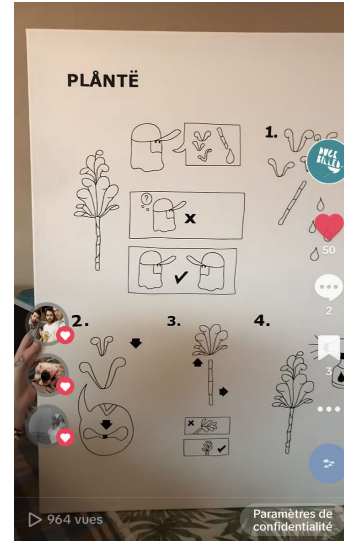 PLÅNTË
1.
DUCK
BILLED.
50
2
3
2.
3.
4.
964 vues
Paramètres de
confidentialité